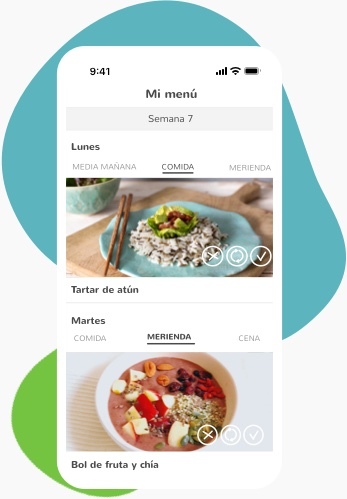 9:41
Mi menú
Semana 7
Lunes
MEDIA MAÑANA COMIDA MERIENDA
Tartar de atún
Martes
COMIDA MERIENDA CENA
Bol de fruta y chía